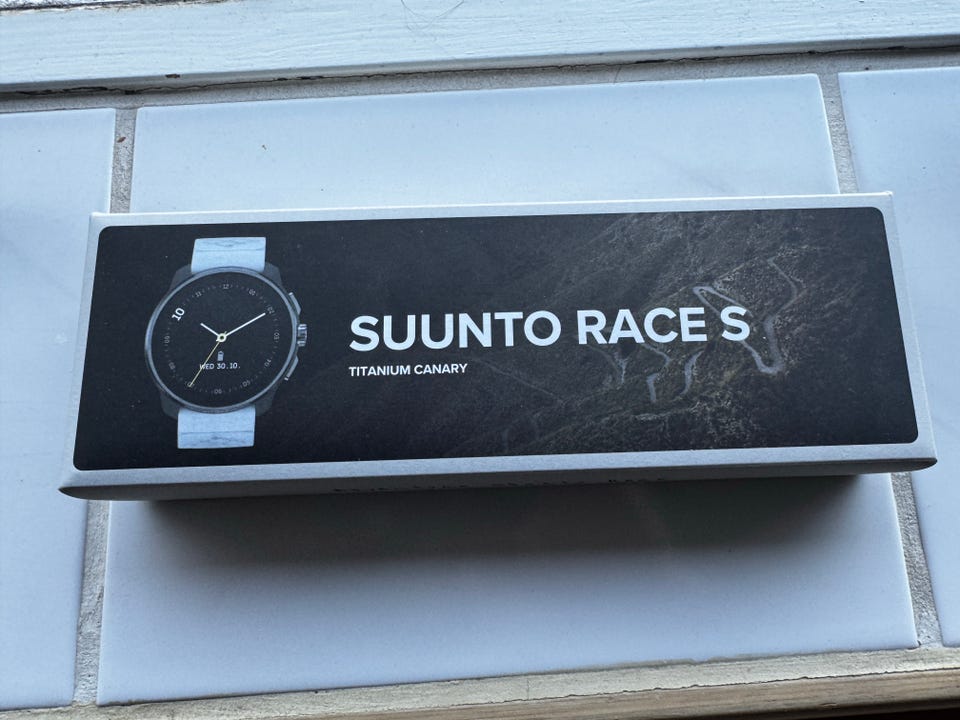 SUUNTO RACE S
TITANIUM CANARY
10
WED 30.10.